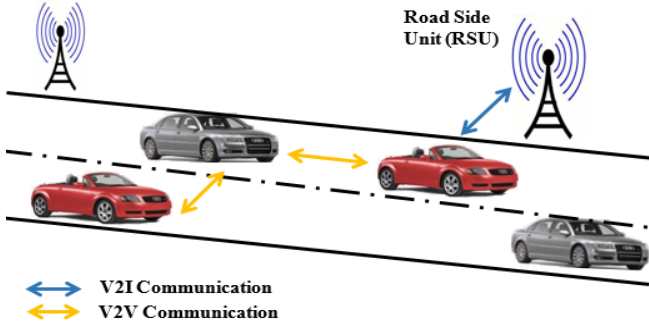 Road Side
Unit (RSU)
V2I Communication
V2V Communication